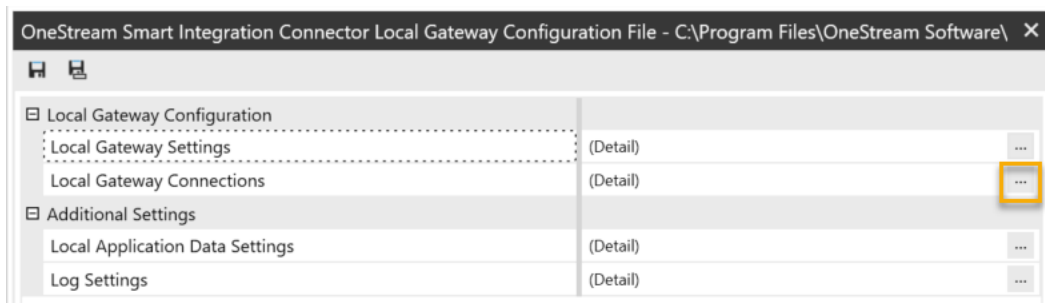 OneStream Smart Integration Connector Local Gateway Configuration File - C:\Program Files\OneStream Software\
Local Gateway Configuration
Local Gateway Settings (Detail) ...
Local Gateway Connections (Detail) ...
Additional Settings
Local Application Data Settings (Detail) ...
Log Settings (Detail) ...